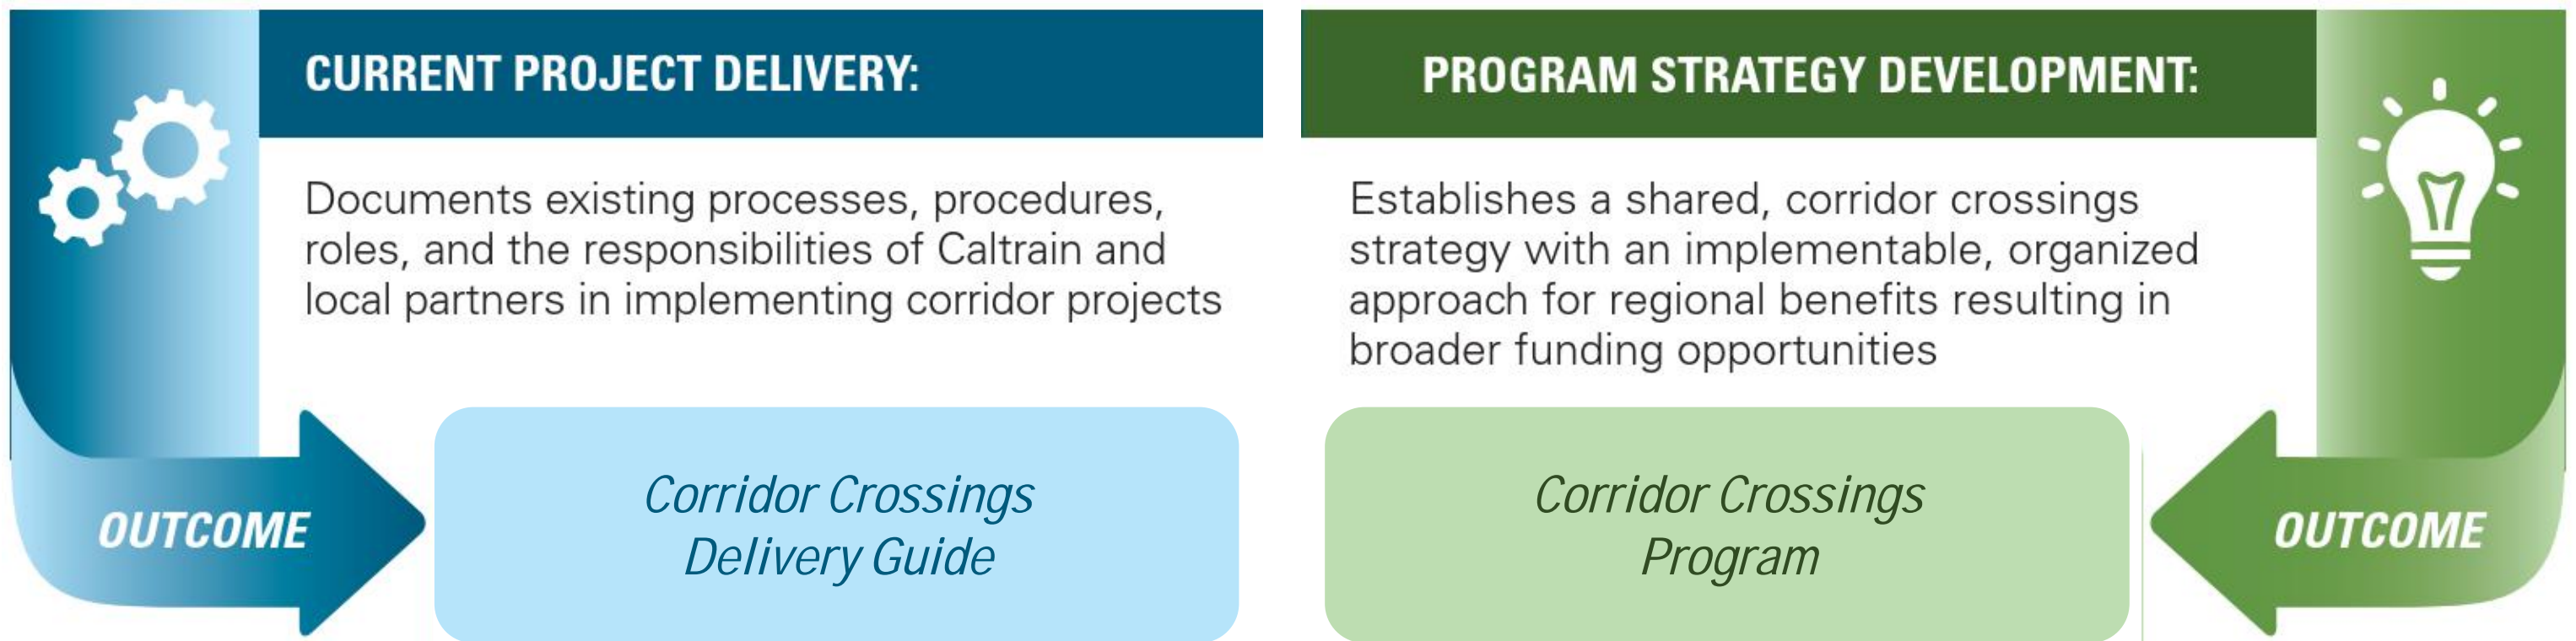 CURRENT PROJECT DELIVERY:
Documents existing processes, procedures,
roles, and the responsibilities of Caltrain and
local partners in implementing corridor projects
OUTCOME
Corridor Crossings
Delivery Guide
PROGRAM STRATEGY DEVELOPMENT:
Establishes a shared, corridor crossings
strategy with an implementable, organized
approach for regional benefits resulting in
broader funding opportunities
Corridor Crossings
Program
OUTCOME